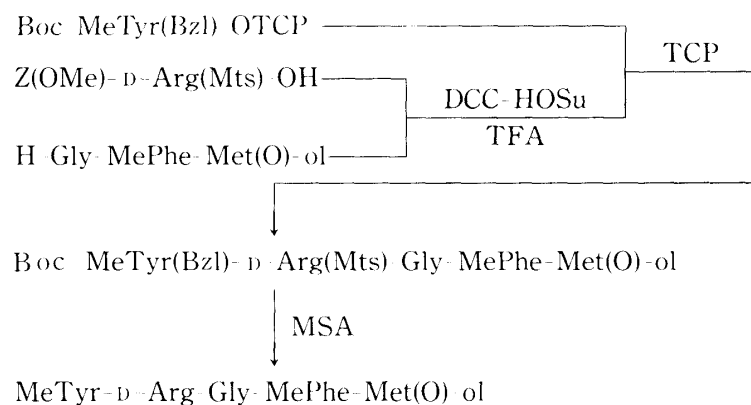 Boc MeTyr(Bzl) OTCP
TCP
Z(OMe)-D-Arg(Mts) OH
DCC-HOSu
TFA
H Gly-MePhe-Met(O)-ol
Boc MeTyr(Bzl)-D-Arg(Mts) Gly-MePhe-Met(O)-ol
MSA
MeTyr-D-Arg-Gly-MePhe-Met(O) ol